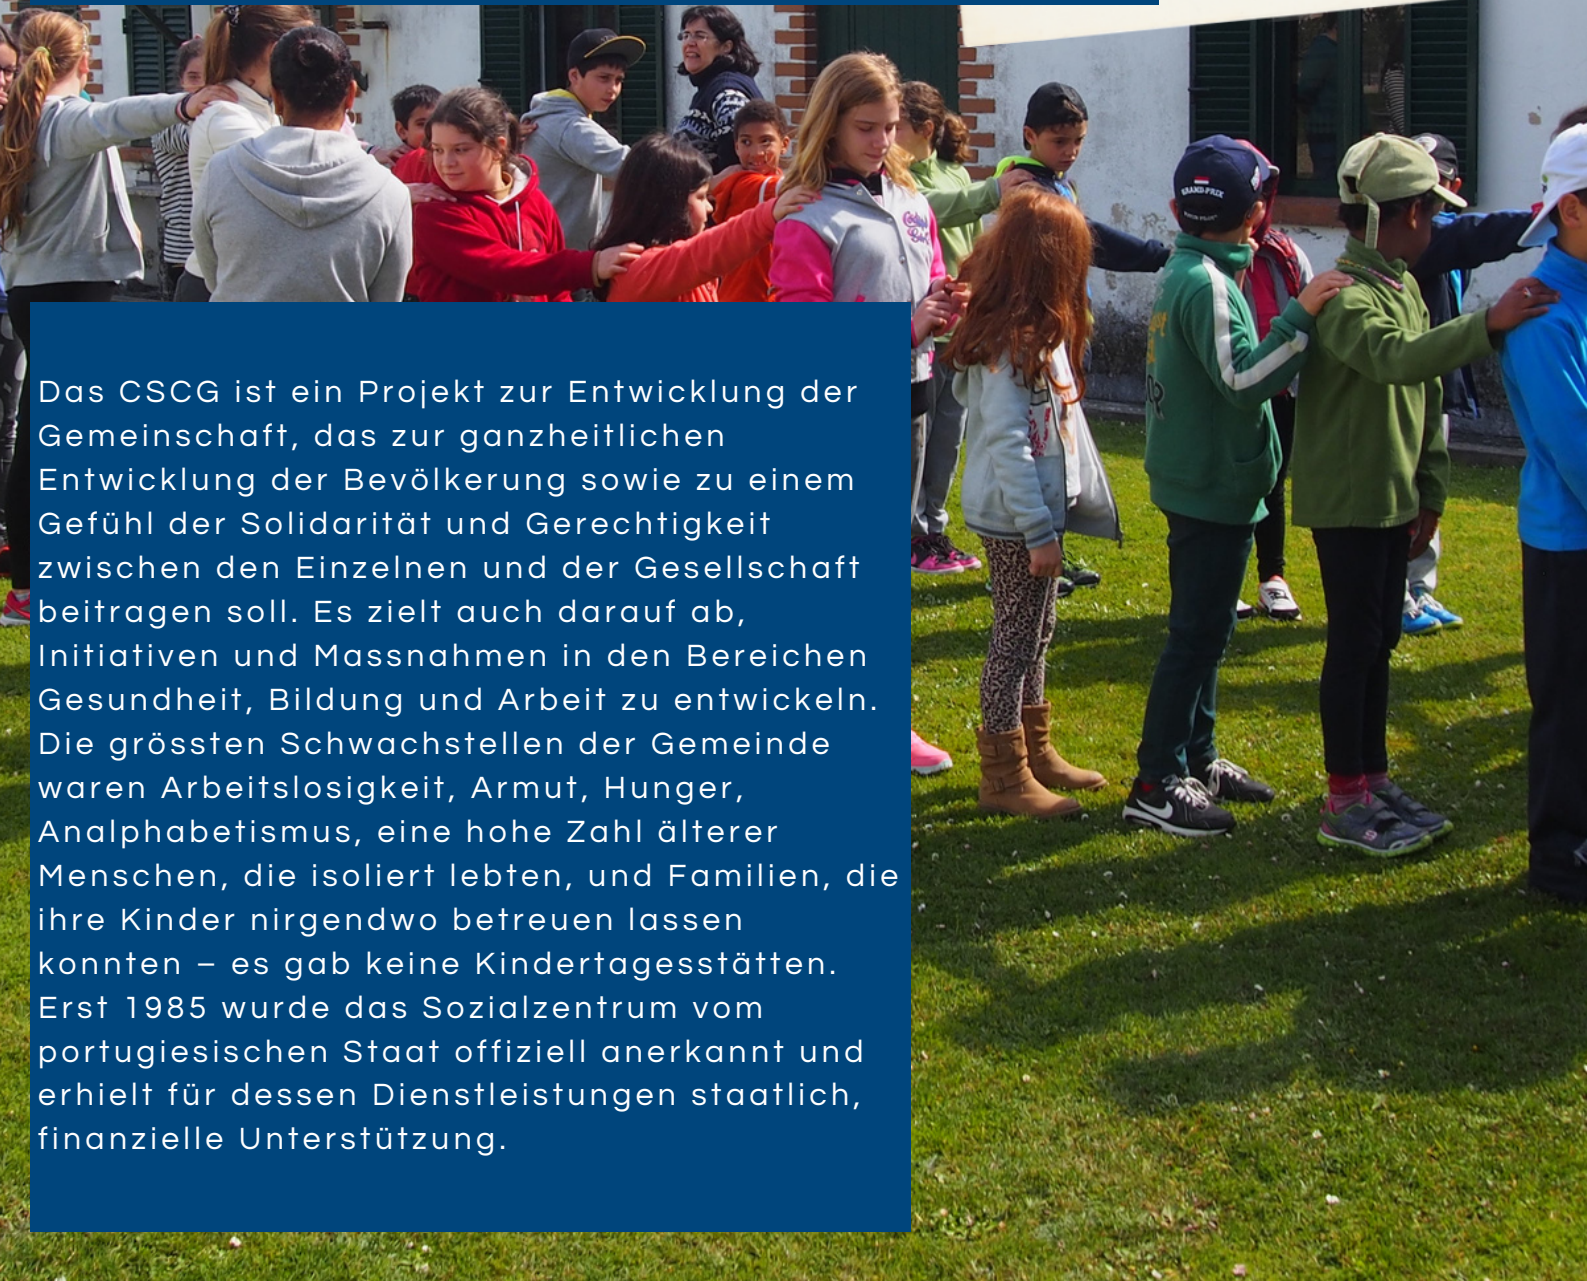 GRAND-PRIX
Das CSCG ist ein Projekt zur Entwicklung der
Gemeinschaft, das zur ganzheitlichen
Entwicklung der Bevölkerung sowie zu einem
Gefühl der Solidarität und Gerechtigkeit
zwischen den Einzelnen und der Gesellschaft
beitragen soll. Es zielt auch darauf ab,
Initiativen und Massnahmen in den Bereichen
Gesundheit, Bildung und Arbeit zu entwickeln.
Die grössten Schwachstellen der Gemeinde
waren Arbeitslosigkeit, Armut, Hunger,
Analphabetismus, eine hohe Zahl älterer
Menschen, die isoliert lebten, und Familien, die
ihre Kinder nirgendwo betreuen lassen
konnten – es gab keine Kindertagesstätten.
Erst 1985 wurde das Sozialzentrum vom
portugiesischen Staat offiziell anerkannt und
erhielt für dessen Dienstleistungen staatlich,
finanzielle Unterstützung.